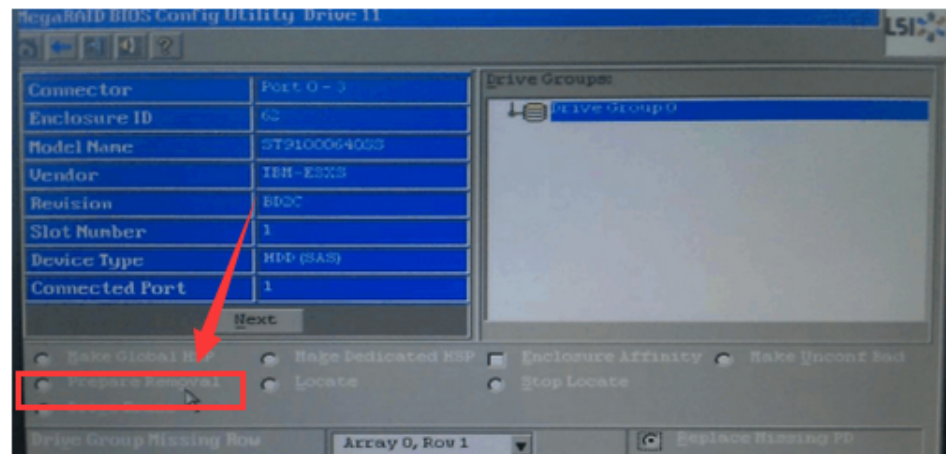 MegaRAID BIOS Config Utility Drive 11
LSI
Connector Port 0 - 3
Enclosure ID 62
Model Name ST91000640SS
Vendor IBM-ESXS
Revision BD2C
Slot Number 1
Device Type HDD (SAS)
Connected Port 1
Next
Drive Groups:
Drive Group 0
Make Global HSP Make Dedicated HSP Enclosure Affinity Make Unconf Bad
Prepare Removal Locate Stop Locate
Drive Group Missing Row Array 0, Row 1 Replace Missing PD